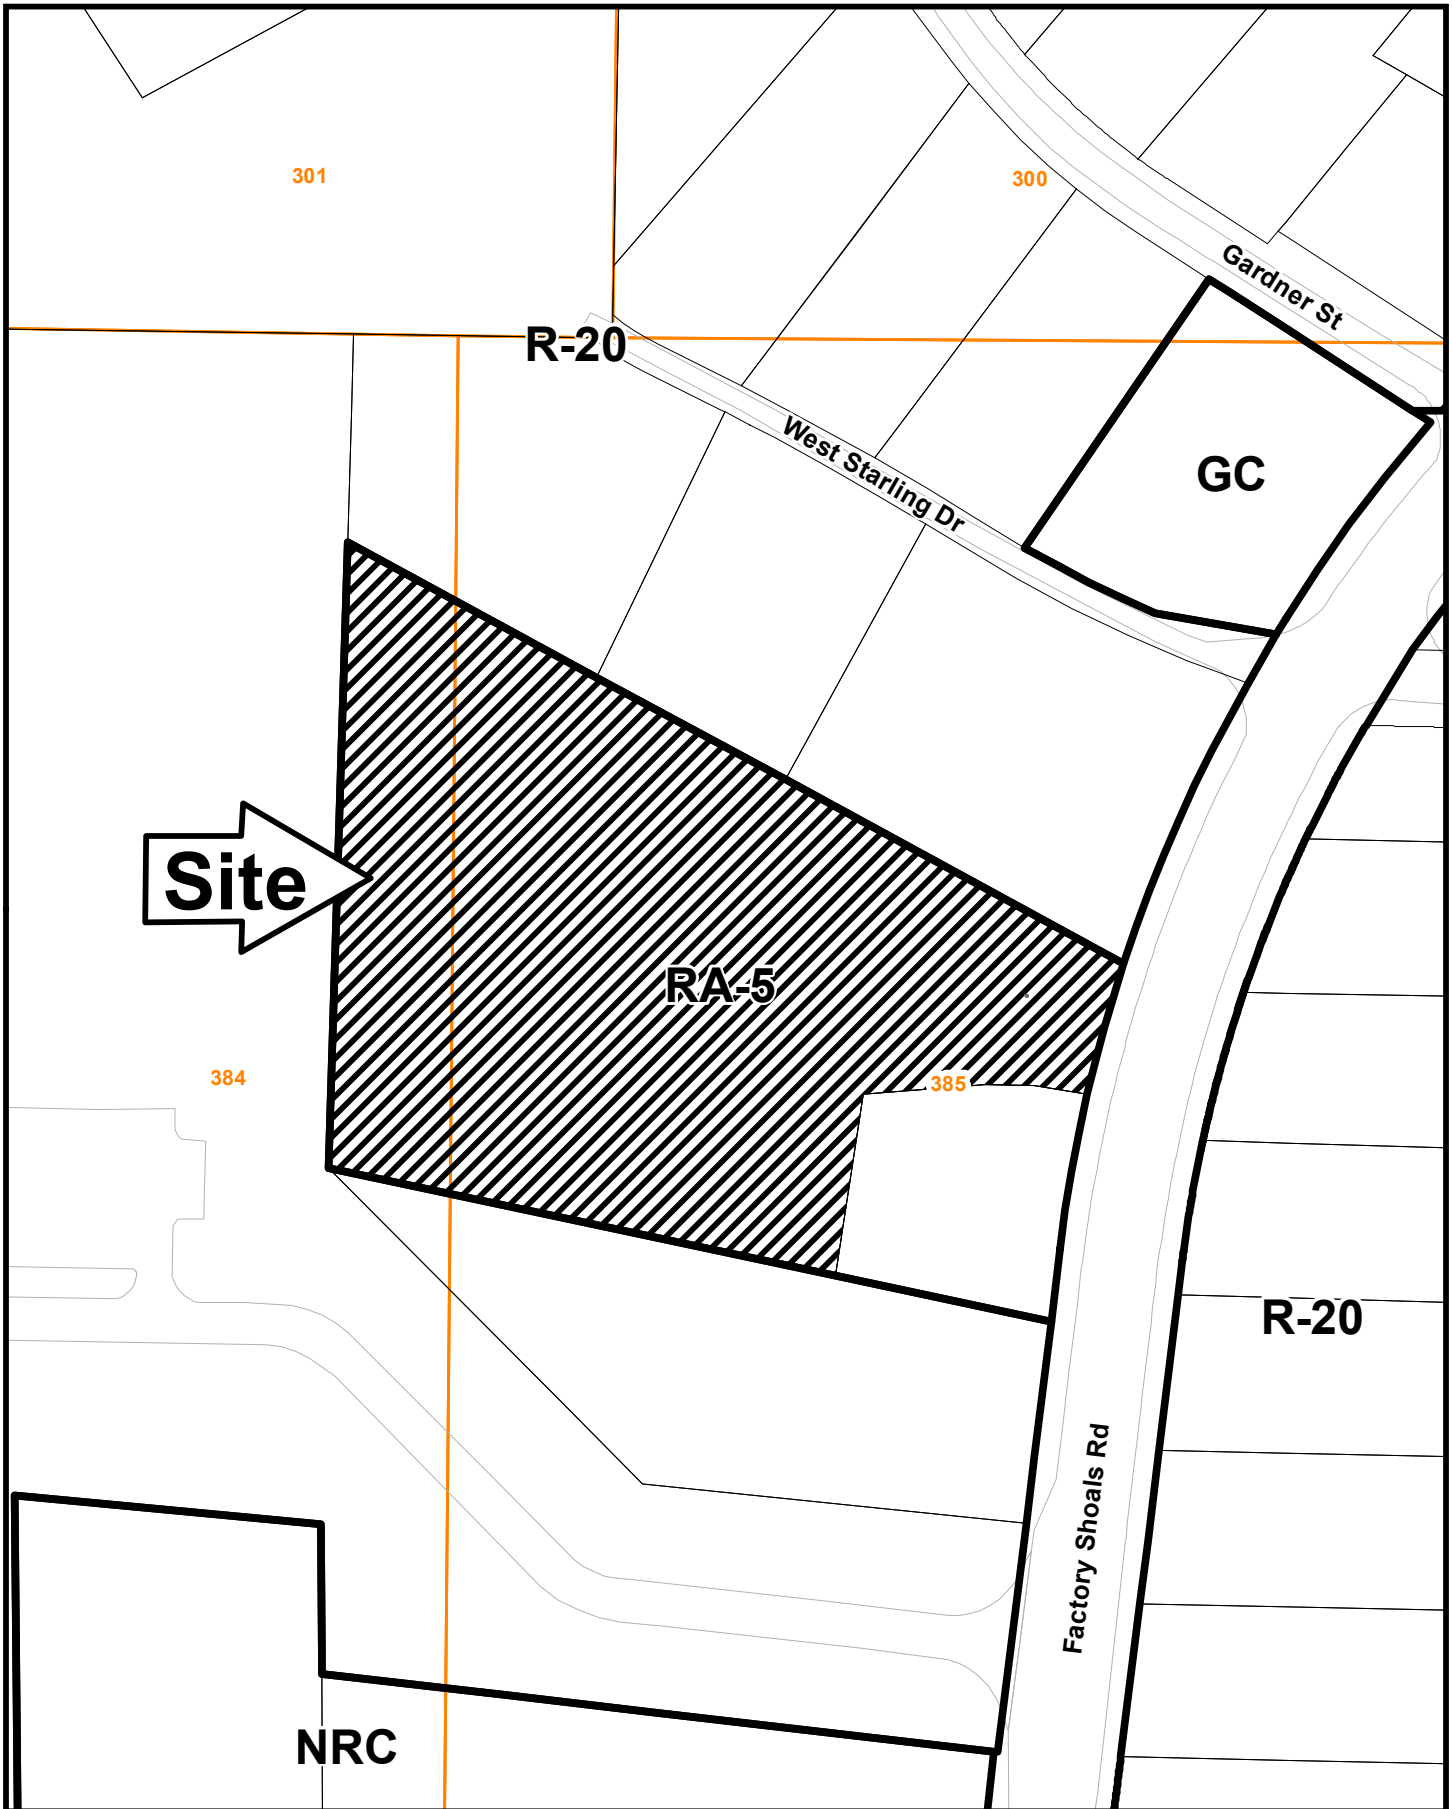 301
300
Gardner St
R-20
West Starling Dr
GC
Site
RA-5
384
385
R-20
Factory Shoals Rd
NRC